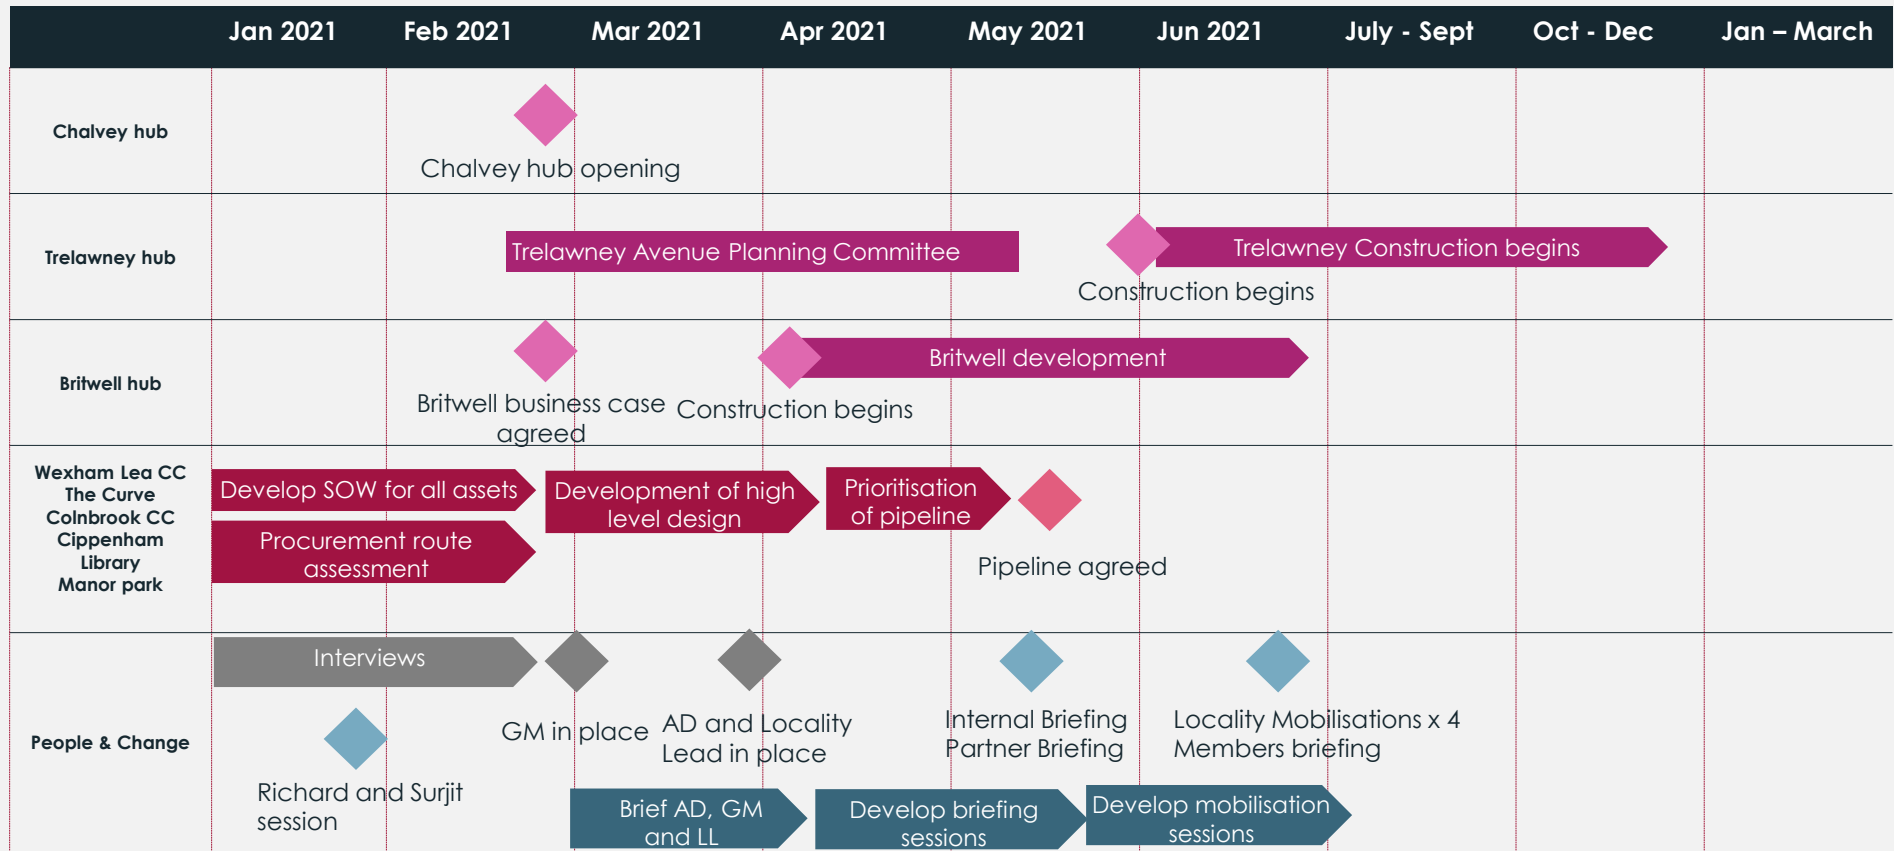 Jan 2021 Feb 2021 Mar 2021 Apr 2021 May 2021 Jun 2021 July - Sept Oct - Dec Jan – March
Chalvey hub
Chalvey hub opening
Trelawney hub
Trelawney Avenue Planning Committee
Trelawney Construction begins
Construction begins
Britwell hub
Britwell development
Britwell business case
agreed
Construction begins
Wexham Lea CC
The Curve
Colnbrook CC
Cippenham
Library
Manor park
Develop SOW for all assets
Procurement route
assessment
Development of high
level design
Prioritisation
of pipeline
Pipeline agreed
People & Change
Interviews
GM in place
AD and Locality
Lead in place
Internal Briefing
Partner Briefing
Locality Mobilisations x 4
Members briefing
Richard and Surjit
session
Brief AD, GM
and LL
Develop briefing
sessions
Develop mobilisation
sessions